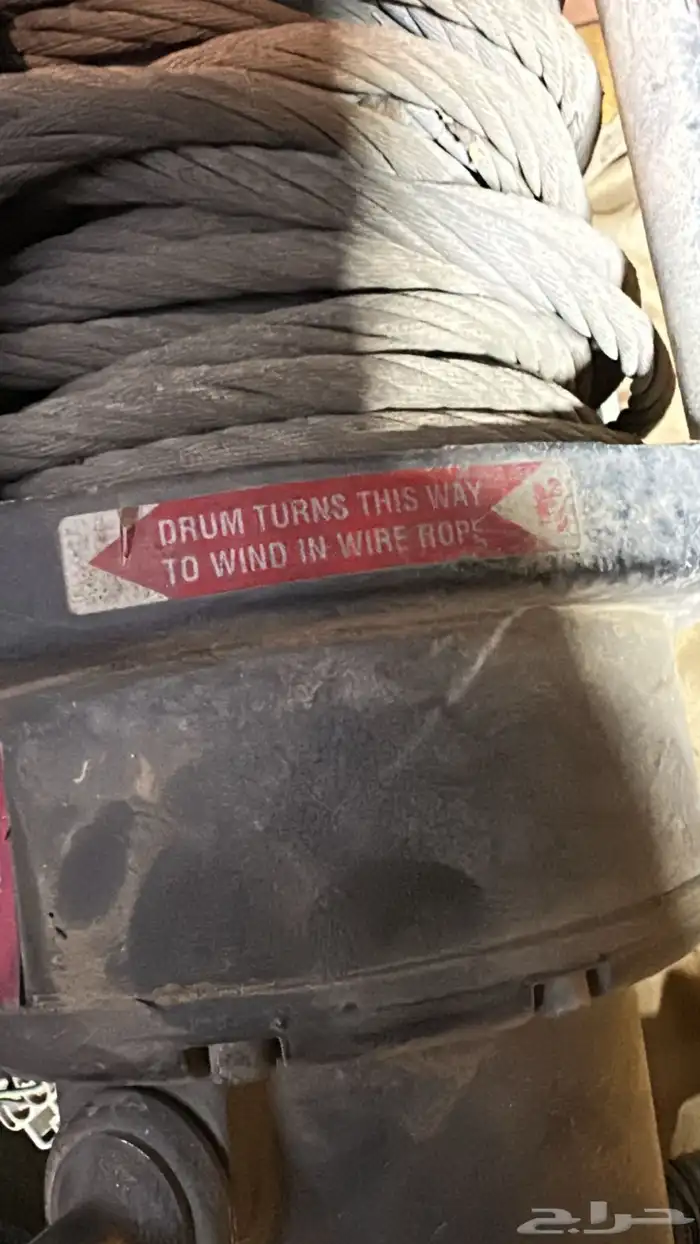 DRUM TURNS THIS WAY
TO WIND IN WIRE ROPE
حراج